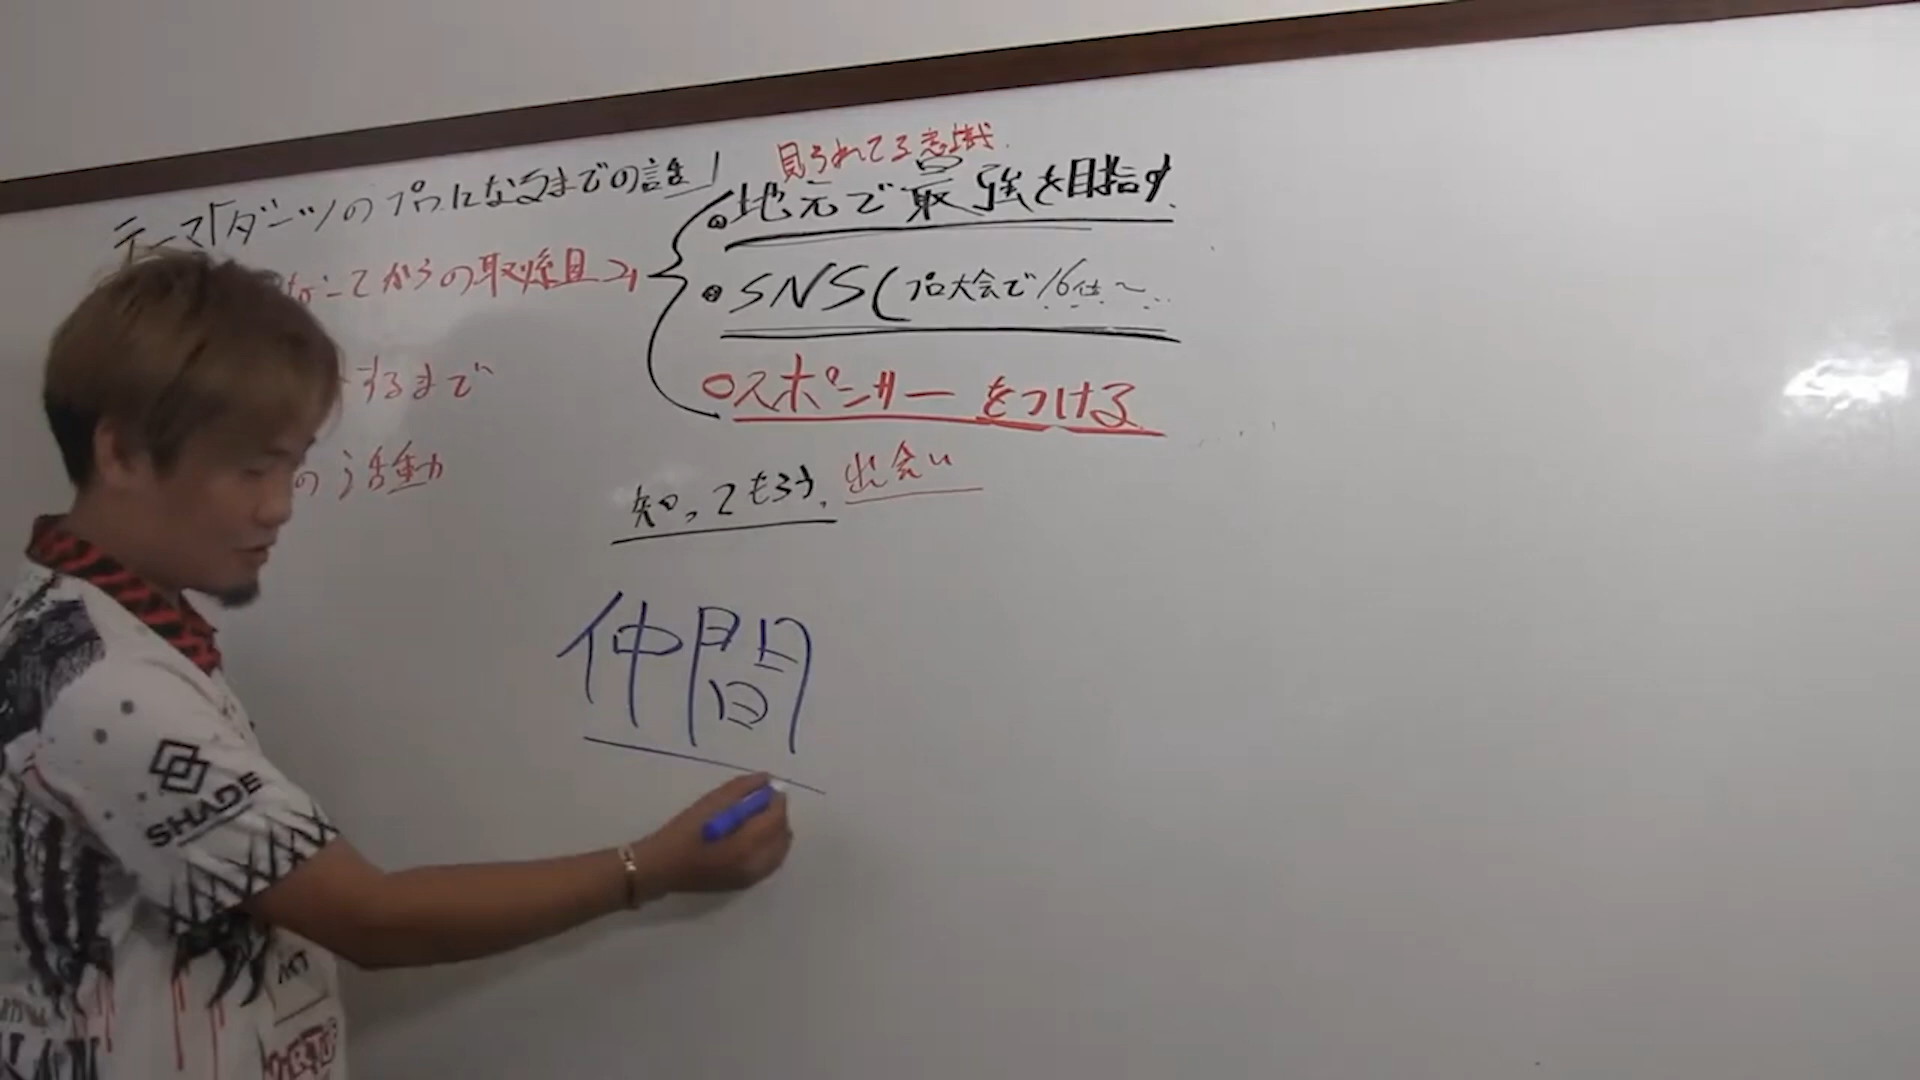 テーマ「ダーツのプロになるまでの話」
見られてる意識
•地元で最強を目指す
なってからの取り組み
•SNS(プロ大会で16位〜
するまで
○スポンサーをつける
の活動
知ってもらう、出会い
仲間
SHADE